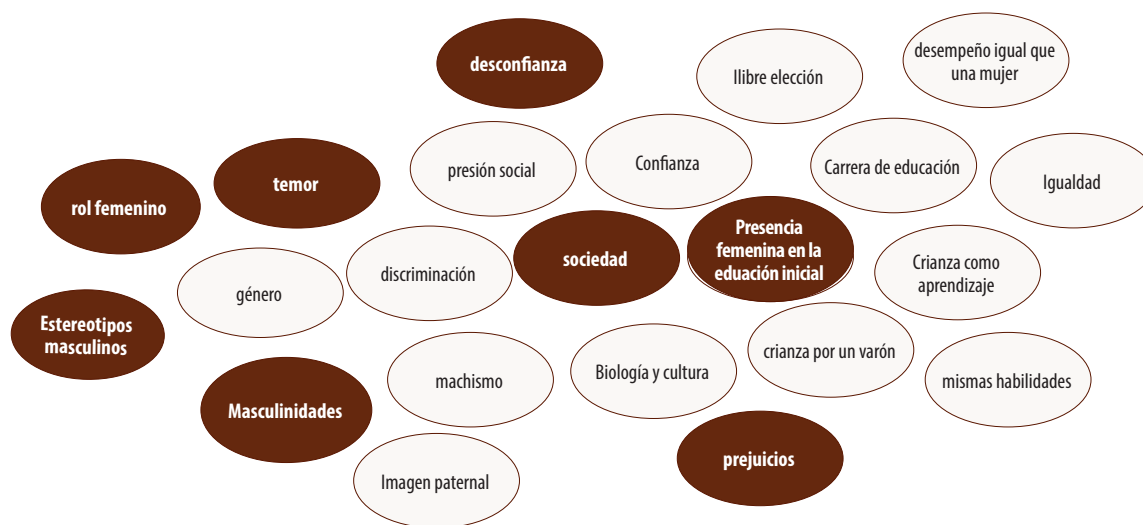 desconfianza
llibre elección
desempeño igual que
una mujer
rol femenino
temor
presión social
Confianza
Carrera de educación
Igualdad
género
discriminación
sociedad
Presencia
femenina en la
eduación inicial
Crianza como
aprendizaje
Estereotipos
masculinos
Masculinidades
machismo
Biología y cultura
crianza por un varón
mismas habilidades
Imagen paternal
prejuicios